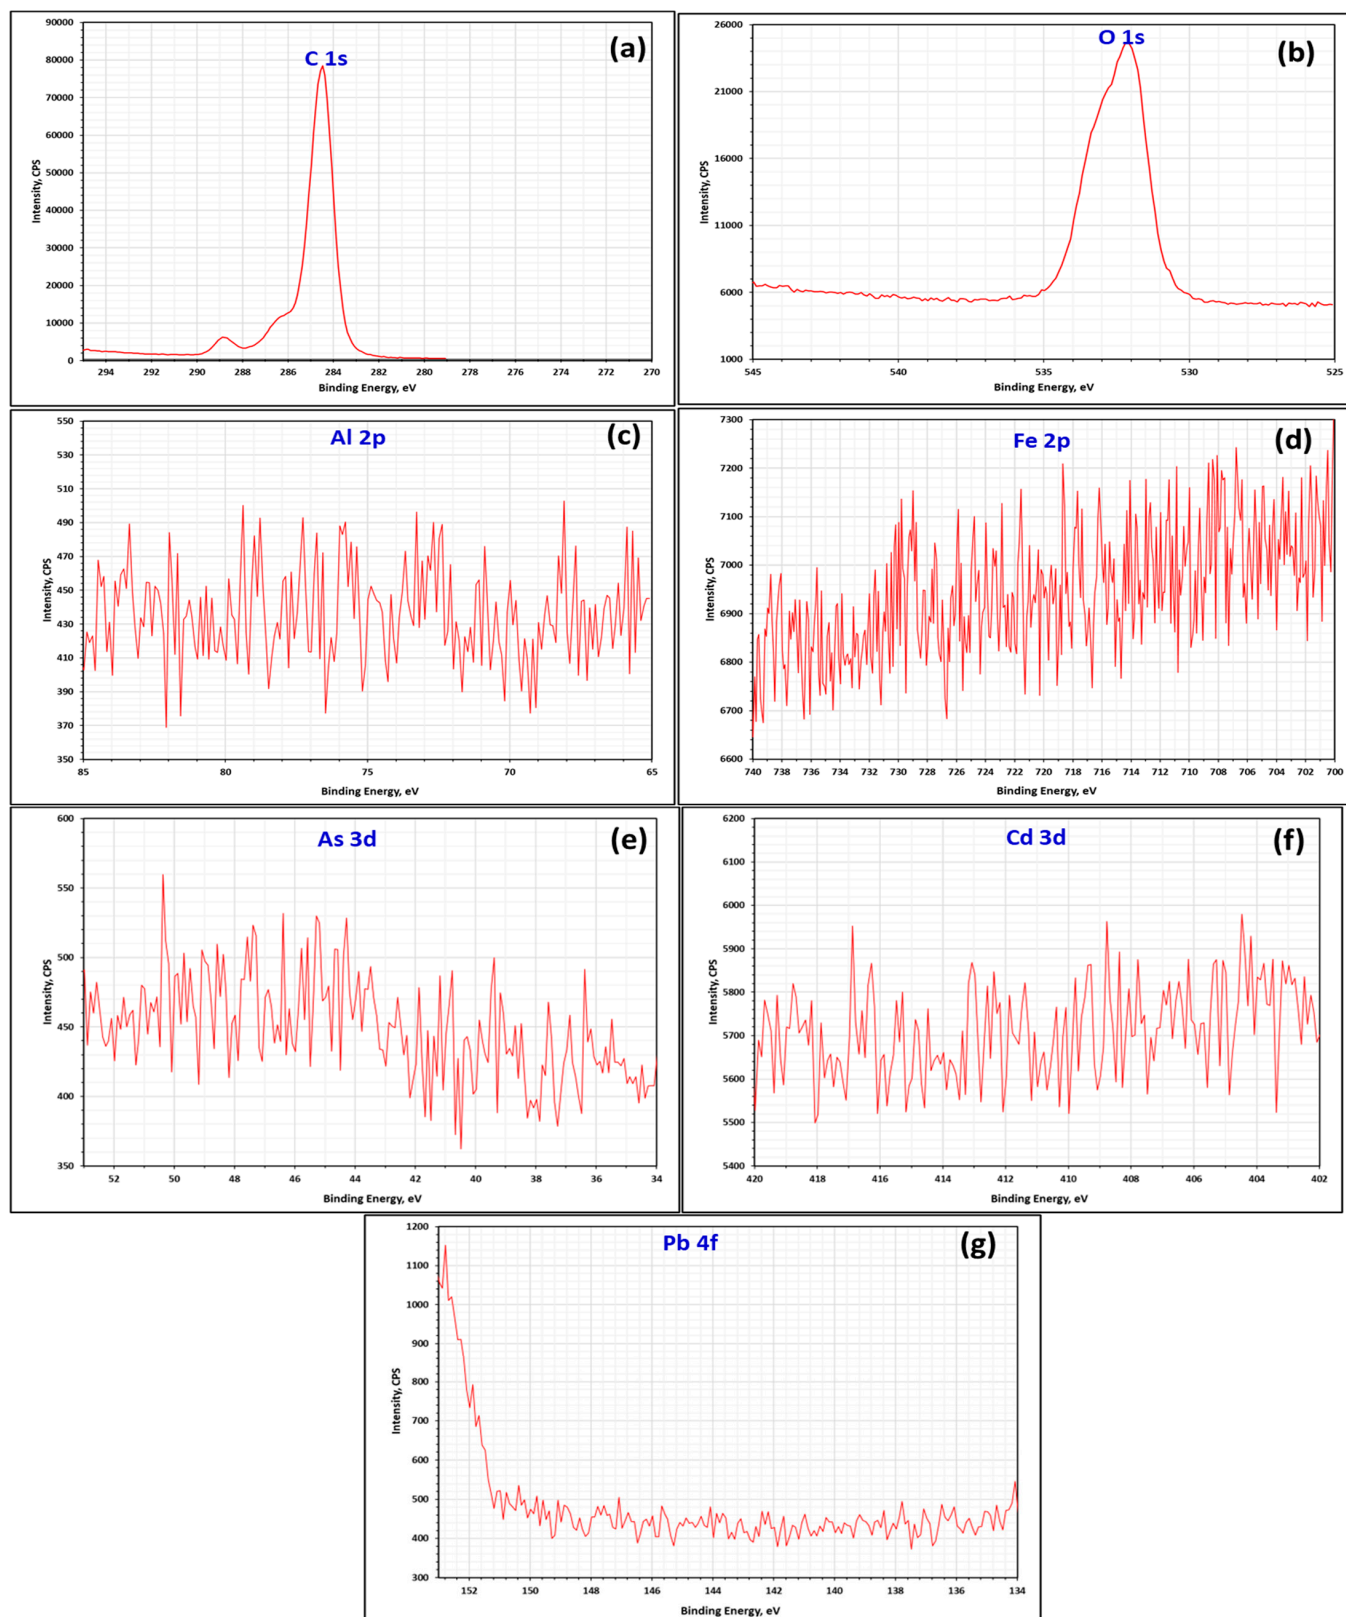 C 1s
(a)
90000
80000
70000
60000
50000
40000
30000
20000
10000
0
Intensity, CPS
294 292 290 288 286 284 282 280 278 276 274 272 270
Binding Energy, eV
O 1s
(b)
26000
21000
16000
11000
6000
1000
Intensity, CPS
545 540 535 530 525
Binding Energy, eV
Al 2p
(c)
550
530
510
490
470
450
430
410
390
370
350
Intensity, CPS
85 80 75 70 65
Binding Energy, eV
Fe 2p
(d)
7300
7200
7100
7000
6900
6800
6700
6600
Intensity, CPS
740 738 736 734 732 730 728 726 724 722 720 718 716 714 712 710 708 706 704 702 700
Binding Energy, eV
As 3d
(e)
600
550
500
450
400
350
Intensity, CPS
52 50 48 46 44 42 40 38 36 34
Binding Energy, eV
Cd 3d
(f)
6200
6100
6000
5900
5800
5700
5600
5500
5400
Intensity, CPS
420 418 416 414 412 410 408 406 404 402
Binding Energy, eV
Pb 4f
(g)
1200
1100
1000
900
800
700
600
500
400
300
Intensity, CPS
152 150 148 146 144 142 140 138 136 134
Binding Energy, eV